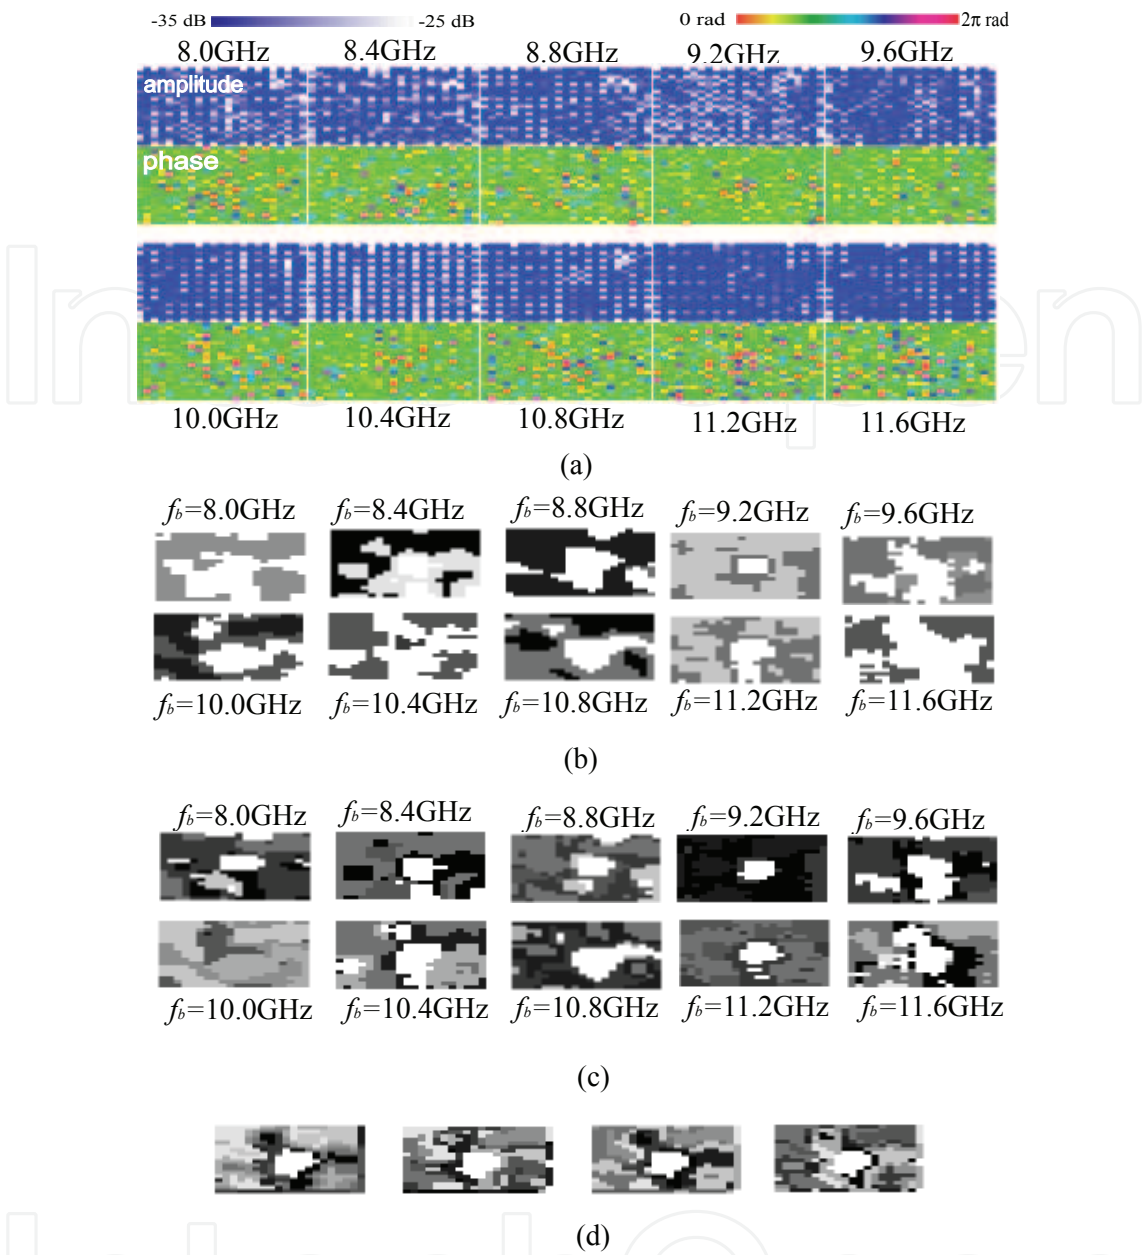 -35 dB -25 dB 0 rad 2π rad
8.0GHz 8.4GHz 8.8GHz 9.2GHz 9.6GHz
amplitude
phase
10.0GHz 10.4GHz 10.8GHz 11.2GHz 11.6GHz
(a)
fb=8.0GHz fb=8.4GHz fb=8.8GHz fb=9.2GHz fb=9.6GHz
fb=10.0GHz fb=10.4GHz fb=10.8GHz fb=11.2GHz fb=11.6GHz
(b)
fb=8.0GHz fb=8.4GHz fb=8.8GHz fb=9.2GHz fb=9.6GHz
fb=10.0GHz fb=10.4GHz fb=10.8GHz fb=11.2GHz fb=11.6GHz
(c)
(d)